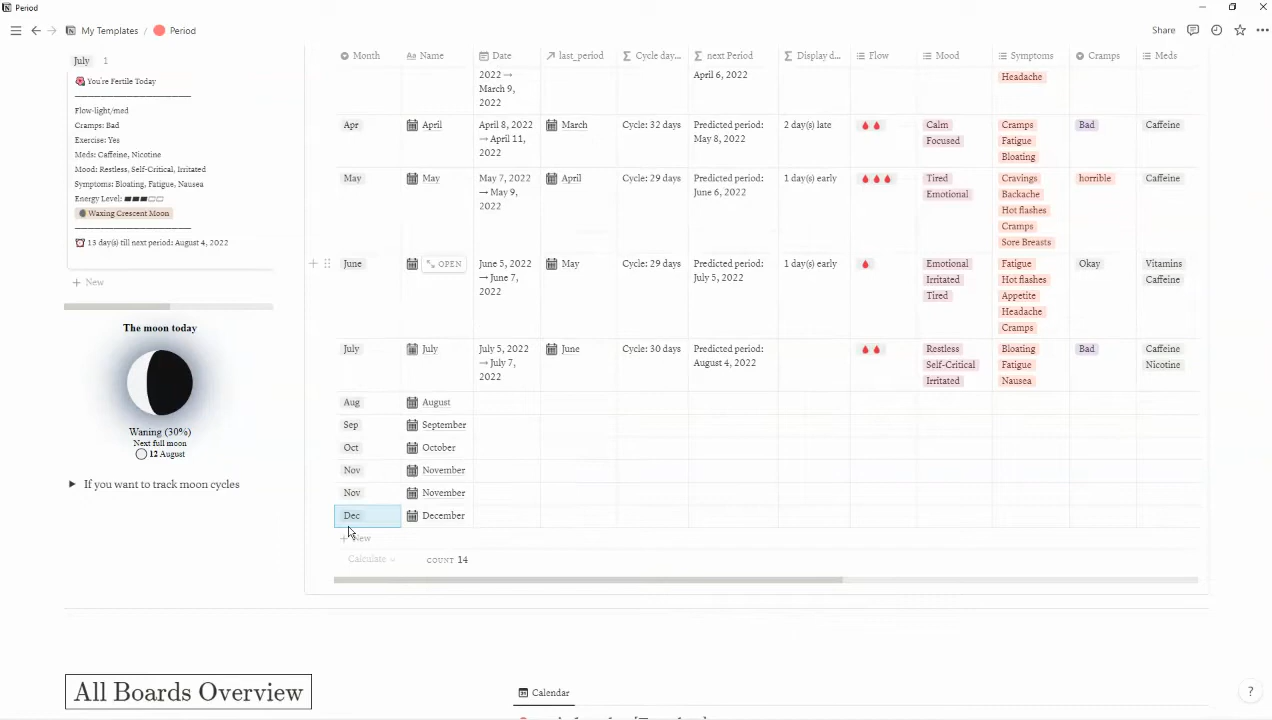 Period
My Templates / Period
Share
July 1
You're Fertile Today
Flow-light/med
Cramps: Bad
Exercise: Yes
Meds: Caffeine, Nicotine
Mood: Restless, Self-Critical, Irritated
Symptoms: Bloating, Fatigue, Nausea
Energy Level:
Waxing Crescent Moon
13 day(s) till next period: August 4, 2022
+ New
The moon today
Waning (30%)
Next full moon
12 August
If you want to track moon cycles
Month Name Date last_period Cycle day... next Period Display d... Flow Mood Symptoms Cramps Meds
2022 → March 9, 2022 April 6, 2022 Headache
Apr April April 8, 2022 → April 11, 2022 March Cycle: 32 days Predicted period: May 8, 2022 2 day(s) late Calm Focused Cramps Fatigue Bloating Bad Caffeine
May May May 7, 2022 → May 9, 2022 April Cycle: 29 days Predicted period: June 6, 2022 1 day(s) early Tired Emotional Cravings Backache Hot flashes Cramps Sore Breasts horrible Caffeine
June OPEN June 5, 2022 → June 7, 2022 May Cycle: 29 days Predicted period: July 5, 2022 1 day(s) early Emotional Irritated Tired Fatigue Hot flashes Appetite Headache Cramps Okay Vitamins Caffeine
July July July 5, 2022 → July 7, 2022 June Cycle: 30 days Predicted period: August 4, 2022 Restless Self-Critical Irritated Bloating Fatigue Nausea Bad Caffeine Nicotine
Aug August
Sep September
Oct October
Nov November
Nov November
Dec December
+ New
Calculate COUNT 14
All Boards Overview
Calendar
?